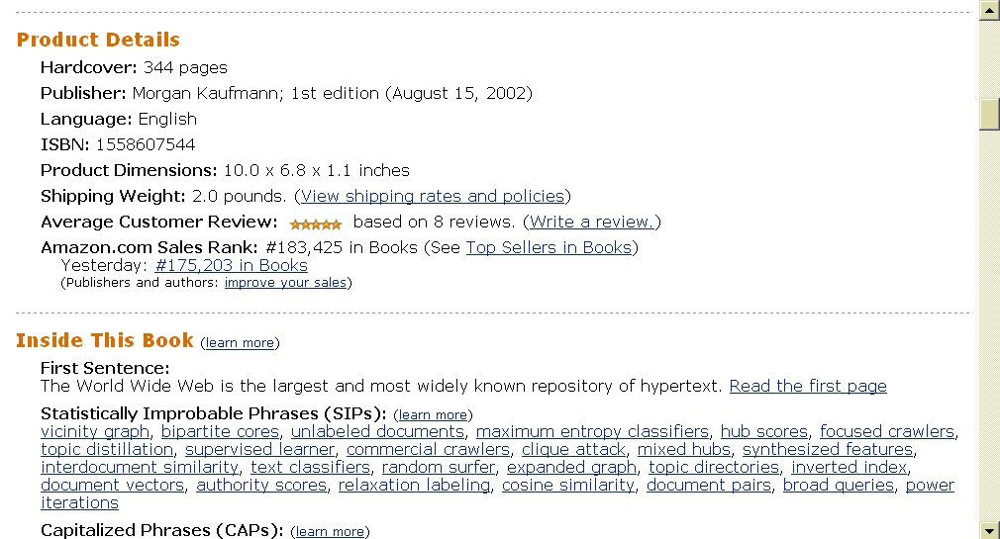 Product Details
Hardcover: 344 pages
Publisher: Morgan Kaufmann; 1st edition (August 15, 2002)
Language: English
ISBN: 1558607544
Product Dimensions: 10.0 x 6.8 x 1.1 inches
Shipping Weight: 2.0 pounds. (View shipping rates and policies)
Average Customer Review: based on 8 reviews. (Write a review.)
Amazon.com Sales Rank: #183,425 in Books (See Top Sellers in Books)
Yesterday: #175,203 in Books
(Publishers and authors: improve your sales)
Inside This Book (learn more)
First Sentence:
The World Wide Web is the largest and most widely known repository of hypertext. Read the first page
Statistically Improbable Phrases (SIPs): (learn more)
vicinity graph, bipartite cores, unlabeled documents, maximum entropy classifiers, hub scores, focused crawlers,
topic distillation, supervised learner, commercial crawlers, clique attack, mixed hubs, synthesized features,
interdocument similarity, text classifiers, random surfer, expanded graph, topic directories, inverted index,
document vectors, authority scores, relaxation labeling, cosine similarity, document pairs, broad queries, power
iterations
Capitalized Phrases (CAPs): (learn more)